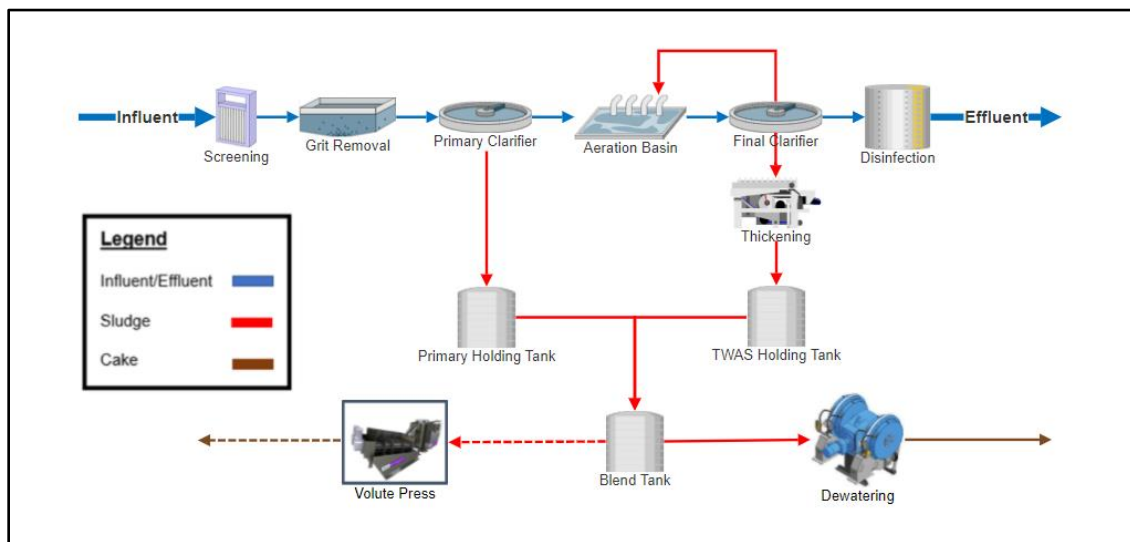 Influent
Screening
Grit Removal
Primary Clarifier
Aeration Basin
Final Clarifier
Disinfection
Effluent
Thickening
Legend
Influent/Effluent
Sludge
Cake
Primary Holding Tank
TWAS Holding Tank
Volute Press
Blend Tank
Dewatering